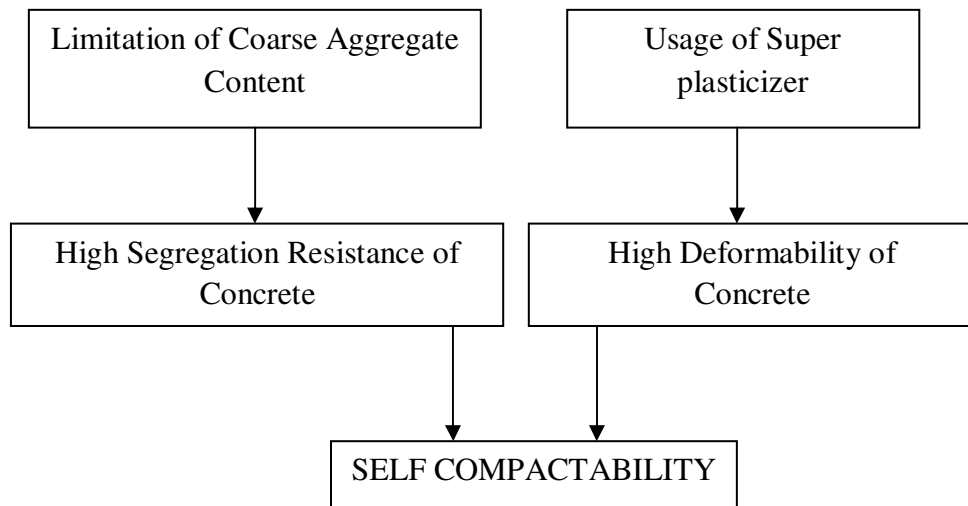 Limitation of Coarse Aggregate
Content
Usage of Super
plasticizer
High Segregation Resistance of
Concrete
High Deformability of
Concrete
SELF COMPACTABILITY